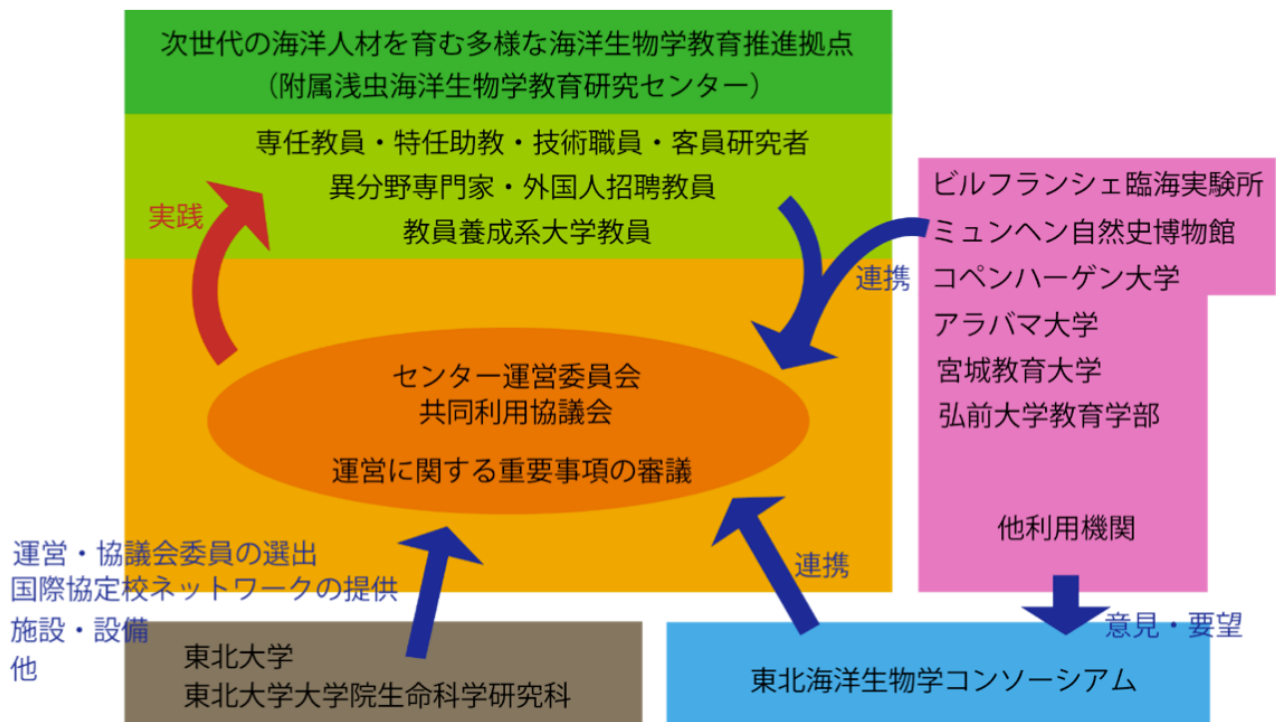 次世代の海洋人材を育む多様な海洋生物学教育推進拠点
（附属浅虫海洋生物学教育研究センター）
専任教員・特任助教・技術職員・客員研究者
異分野専門家・外国人招聘教員
教員養成系大学教員
実践
連携
ビルフランシェ臨海実験所
ミュンヘン自然史博物館
コペンハーゲン大学
アラバマ大学
宮城教育大学
弘前大学教育学部
他利用機関
センター運営委員会
共同利用協議会
運営に関する重要事項の審議
運営・協議会委員の選出
国際協定校ネットワークの提供
施設・設備
他
連携
意見・要望
東北大学
東北大学大学院生命科学研究科
東北海洋生物学コンソーシアム